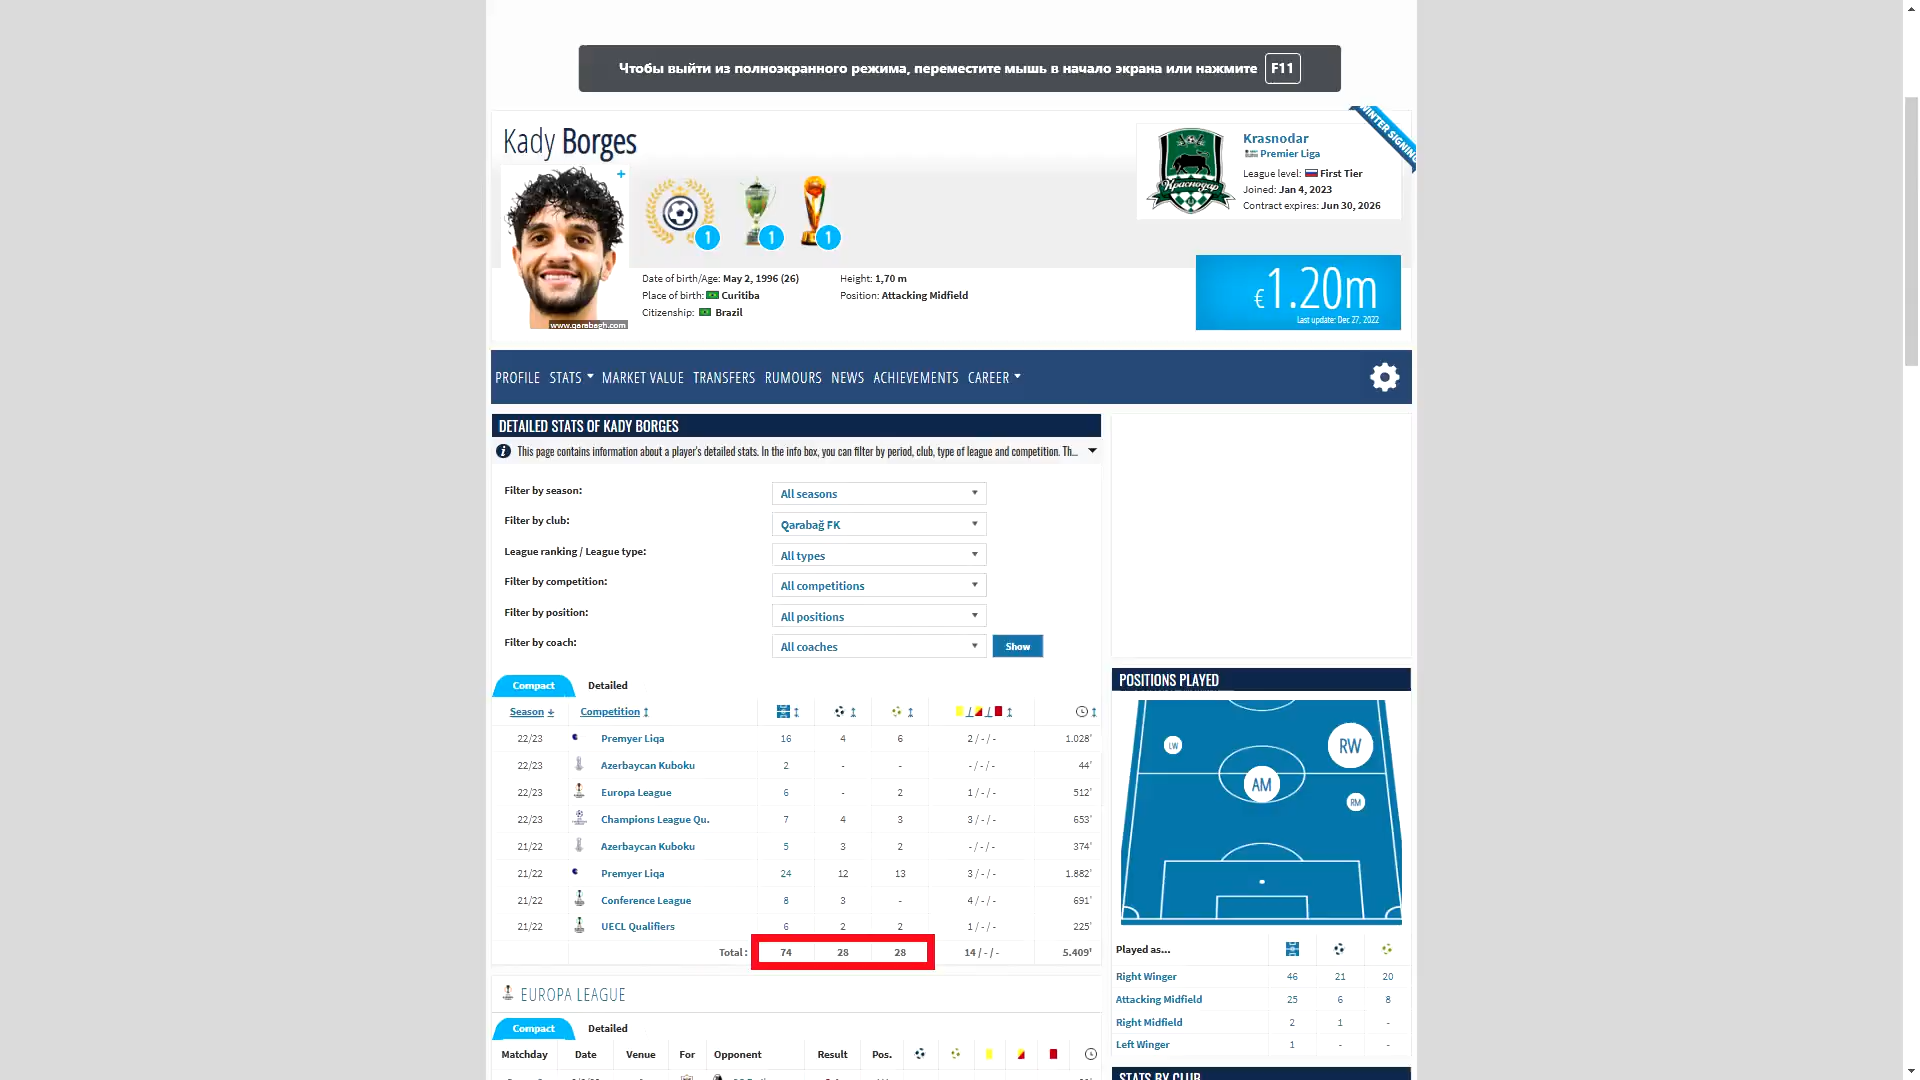 Чтобы выйти из полноэкранного режима, переместите мышь в начало экрана или нажмите F11
Kady Borges
WINTER SIGNING
Krasnodar
Premier Liga
League level: First Tier
Joined: Jan 4, 2023
Contract expires: Jun 30, 2026
Краснодар
1 1 1
www.qarabagh.com
Date of birth/Age: May 2, 1996 (26)
Place of birth: Curitiba
Citizenship: Brazil
Height: 1,70 m
Position: Attacking Midfield
€1.20m
Last update: Dec 27, 2022
PROFILE STATS MARKET VALUE TRANSFERS RUMOURS NEWS ACHIEVEMENTS CAREER
DETAILED STATS OF KADY BORGES
This page contains information about a player's detailed stats. In the info box, you can filter by period, club, type of league and competition. Th...
Filter by season: All seasons
Filter by club: Qarabağ FK
League ranking / League type: All types
Filter by competition: All competitions
Filter by position: All positions
Filter by coach: All coaches Show
Compact Detailed
Season Competition
22/23 Premyer Liqa 16 4 6 2 / - / - 1.028'
22/23 Azerbaycan Kuboku 2 - - - / - / - 44'
22/23 Europa League 6 - 2 1 / - / - 512'
22/23 Champions League Qu. 7 4 3 3 / - / - 653'
21/22 Azerbaycan Kuboku 5 3 2 - / - / - 374'
21/22 Premyer Liqa 24 12 13 3 / - / - 1.882'
21/22 Conference League 8 3 - 4 / - / - 691'
21/22 UECL Qualifiers 6 2 2 1 / - / - 225'
Total: 74 28 28 14 / - / - 5.409'
EUROPA LEAGUE
Compact Detailed
Matchday Date Venue For Opponent Result Pos.
POSITIONS PLAYED
LW RW
AM
RM
Played as...
Right Winger 46 21 20
Attacking Midfield 25 6 8
Right Midfield 2 1 -
Left Winger 1 - -
STATS BY CLUB